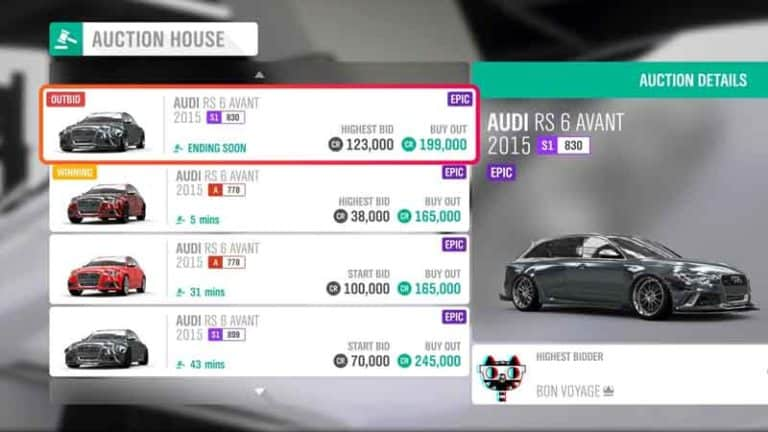 AUCTION HOUSE
OUTBID
AUDI RS 6 AVANT
EPIC
2015 S1 830
ENDING SOON
HIGHEST BID
CR 123,000
BUY OUT
CR 199,000
WINNING
AUDI RS 6 AVANT
EPIC
2015 A 778
5 mins
HIGHEST BID
CR 38,000
BUY OUT
CR 165,000
AUDI RS 6 AVANT
EPIC
2015 A 778
31 mins
START BID
CR 100,000
BUY OUT
CR 165,000
AUDI RS 6 AVANT
EPIC
2015 S1 899
43 mins
START BID
CR 70,000
BUY OUT
CR 245,000
AUCTION DETAILS
AUDI RS 6 AVANT
2015 S1 830
EPIC
HIGHEST BIDDER
BON VOYAGE